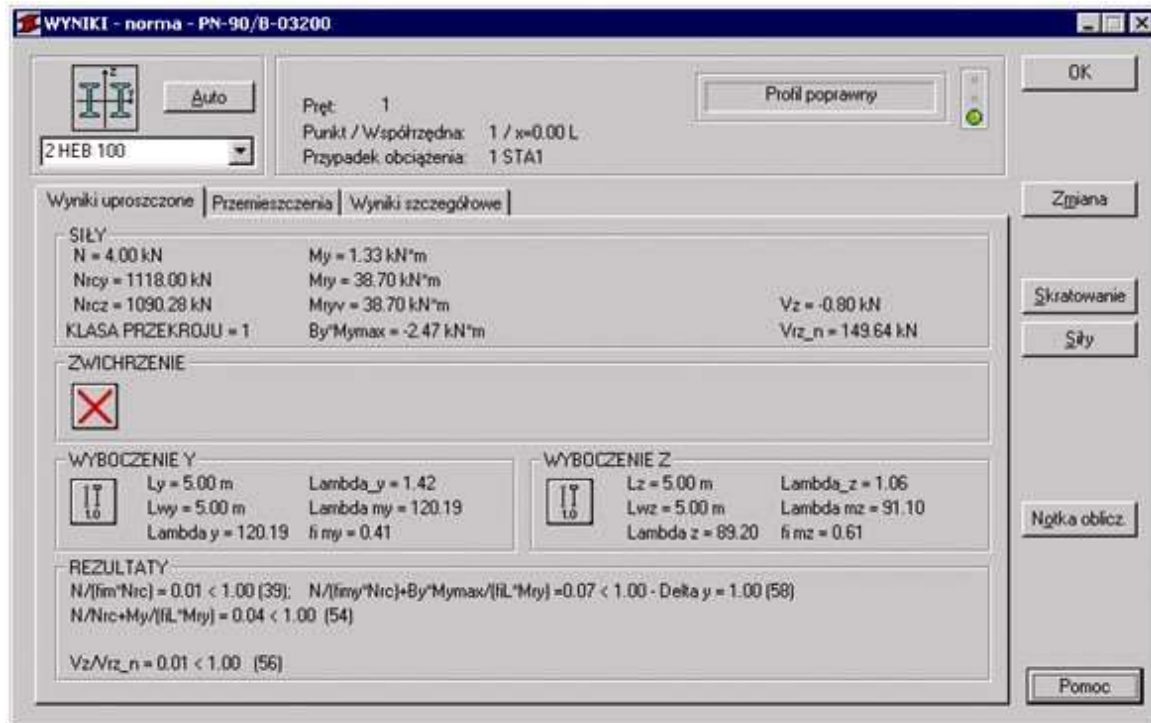 WYNIKI - norma - PN-90/B-03200
Auto
2 HEB 100
Pręt: 1
Punkt / Współrzędna: 1 / x=0.00 L
Przypadek obciążenia: 1 STA1
Profil poprawny
OK
Zmiana
Skratowanie
Siły
Notka oblicz.
Pomoc
Wyniki uproszczone Przemieszczenia Wyniki szczegółowe
SIŁY
N = 4.00 kN My = 1.33 kN*m
Nrcy = 1118.00 kN Mry = 38.70 kN*m
Nrcz = 1090.28 kN Mryv = 38.70 kN*m Vz = -0.80 kN
KLASA PRZEKROJU = 1 By*Mymax = -2.47 kN*m Vrz_n = 149.64 kN
ZWICHRZENIE
WYBOCZENIE Y
1.0
Ly = 5.00 m Lambda_y = 1.42
Lwy = 5.00 m Lambda my = 120.19
Lambda y = 120.19 fi my = 0.41
WYBOCZENIE Z
1.0
Lz = 5.00 m Lambda_z = 1.06
Lwz = 5.00 m Lambda mz = 91.10
Lambda z = 89.20 fi mz = 0.61
REZULTATY
N/(fim*Nrc) = 0.01 < 1.00 (39); N/(fimy*Nrc)+By*Mymax/(fiL*Mry) =0.07 < 1.00 - Delta y = 1.00 (58)
N/Nrc+My/(fiL*Mry) = 0.04 < 1.00 (54)
Vz/Vrz_n = 0.01 < 1.00 (56)